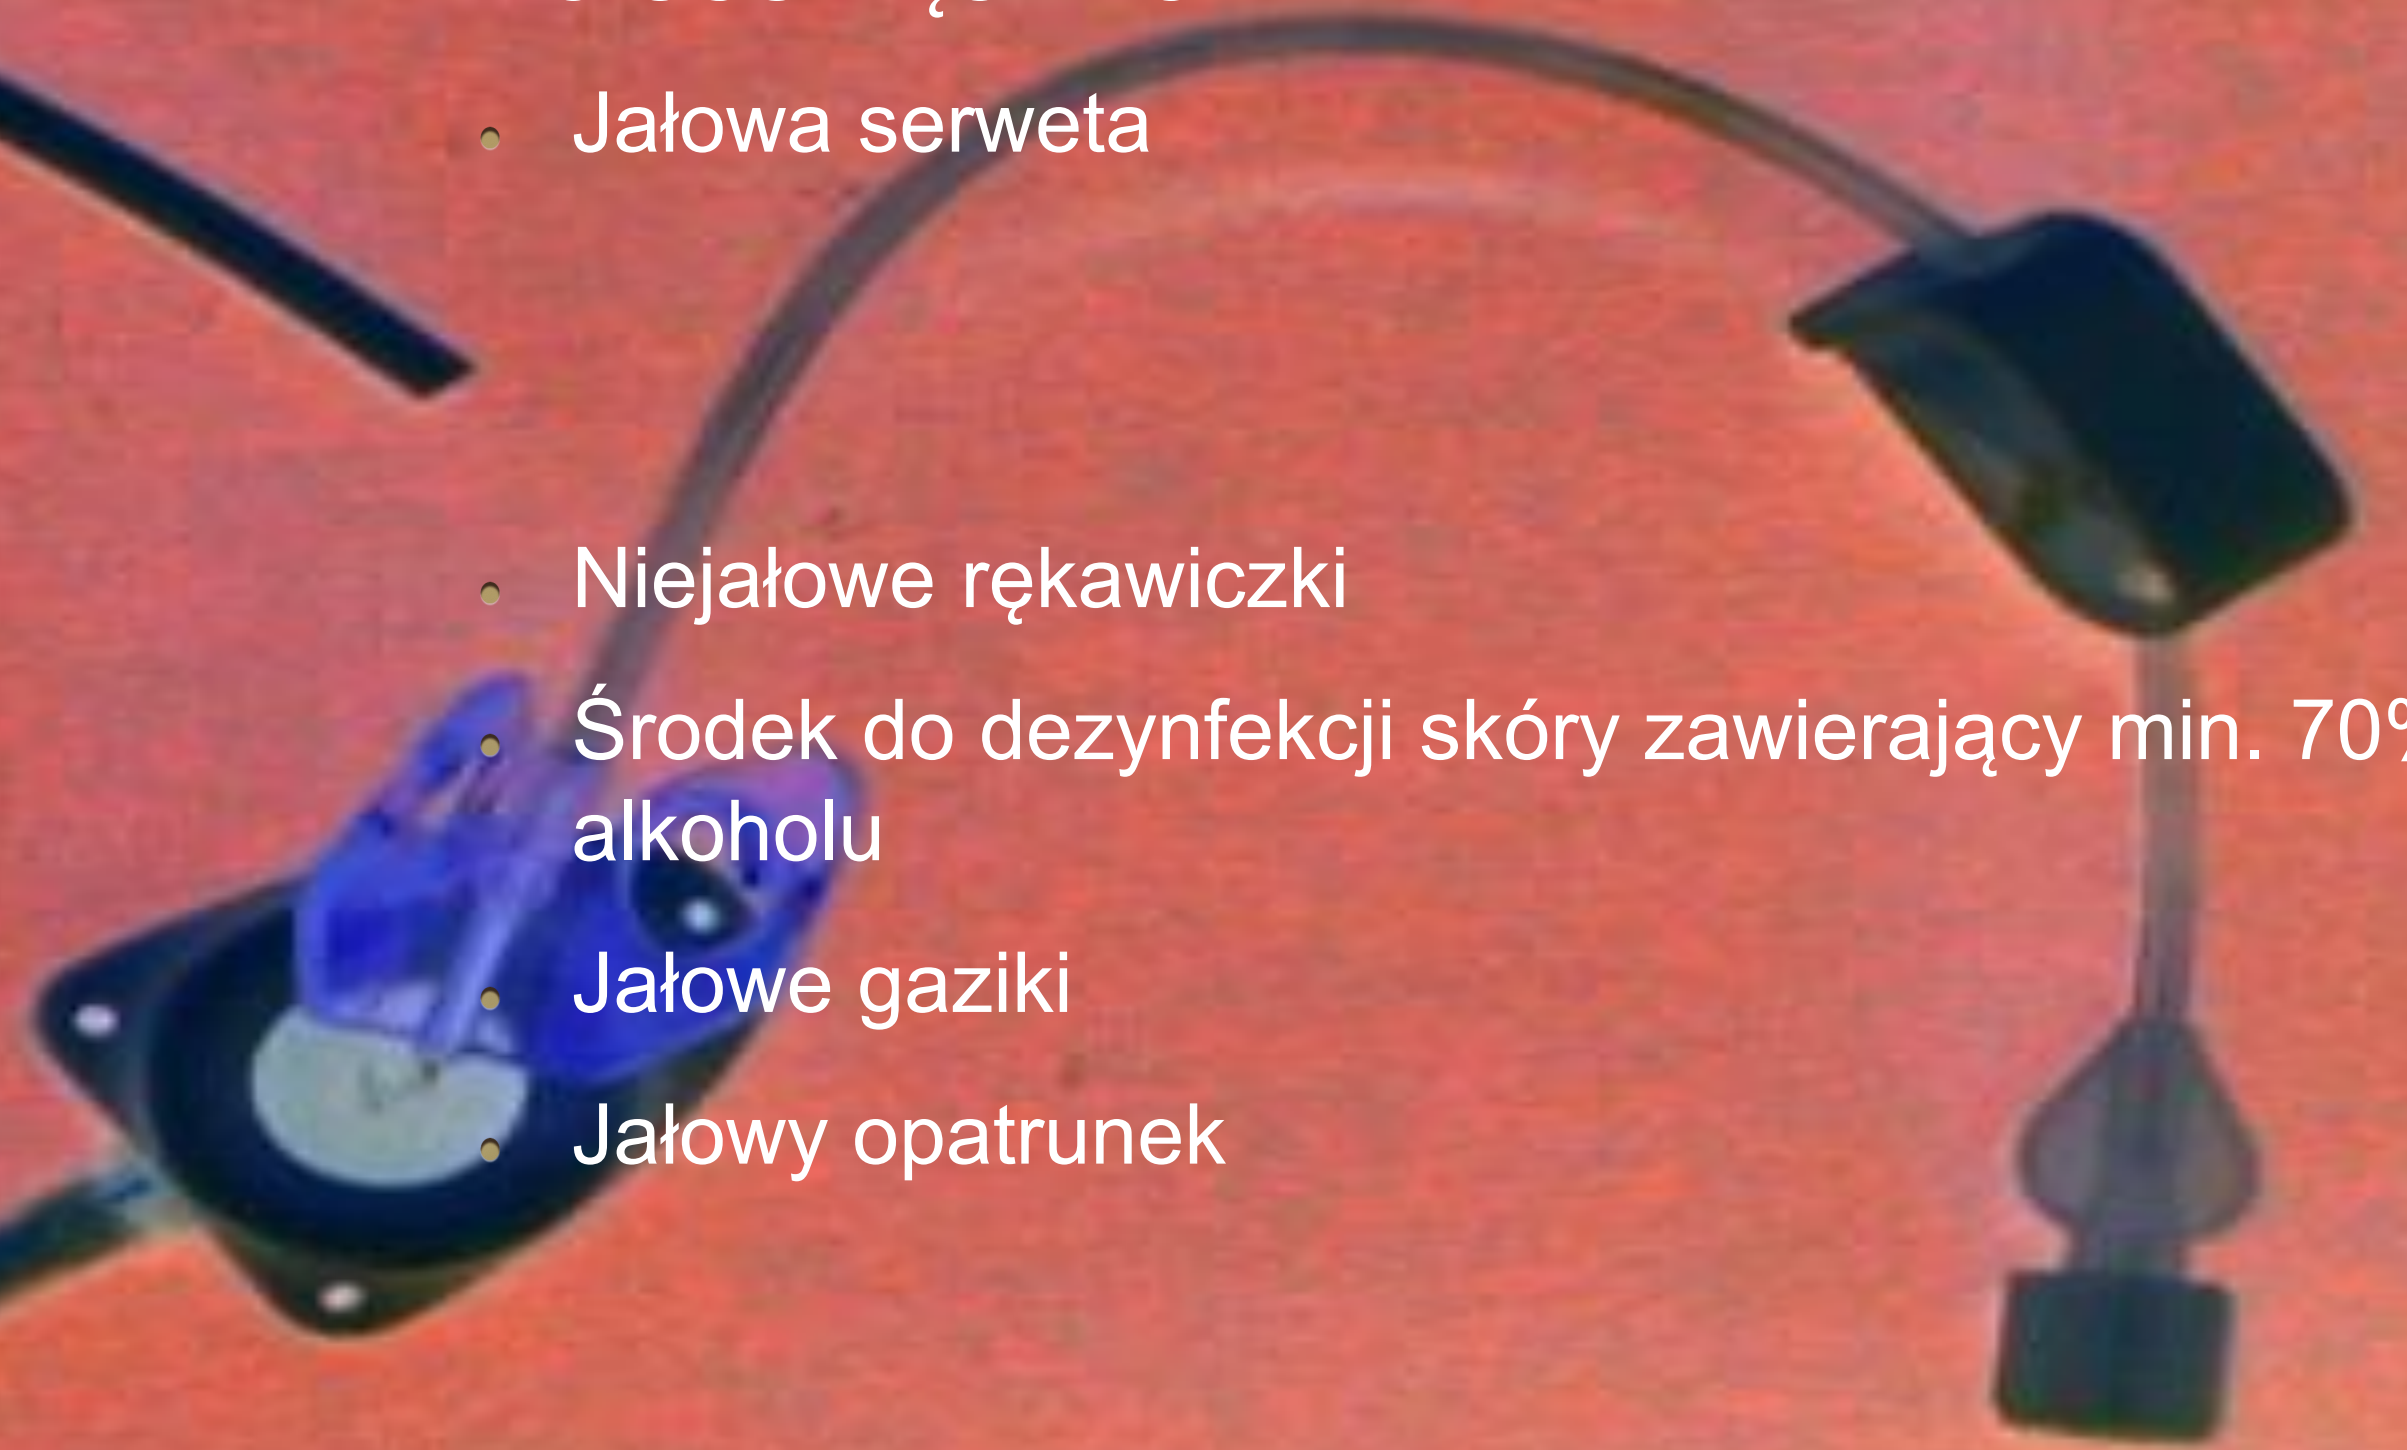 Jałowa serweta
Niejałowe rękawiczki
Środek do dezynfekcji skóry zawierający min. 70%
alkoholu
Jałowe gaziki
Jałowy opatrunek